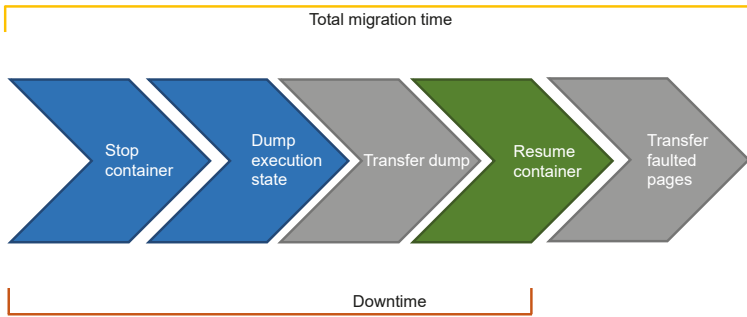 Total migration time
Stop
container
Dump
execution
state
Transfer dump
Resume
container
Transfer
faulted
pages
Downtime